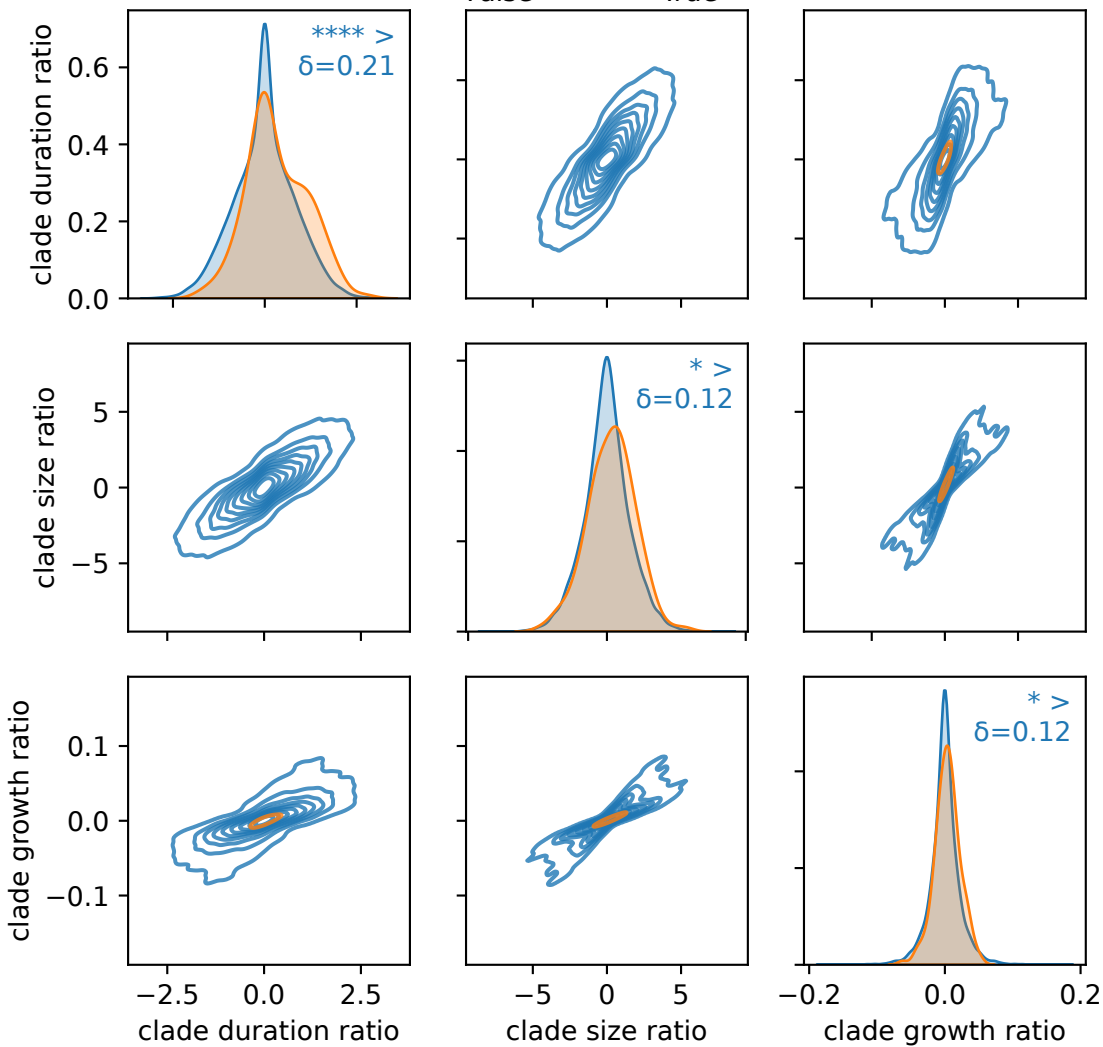 clade duration ratio
0.6
0.4
0.2
0.0
**** >
δ=0.21
clade size ratio
5
0
−5
* >
δ=0.12
clade growth ratio
0.1
0.0
−0.1
* >
δ=0.12
−2.5 0.0 2.5
−5 0 5
−0.2 0.0 0.2
clade duration ratio
clade size ratio
clade growth ratio